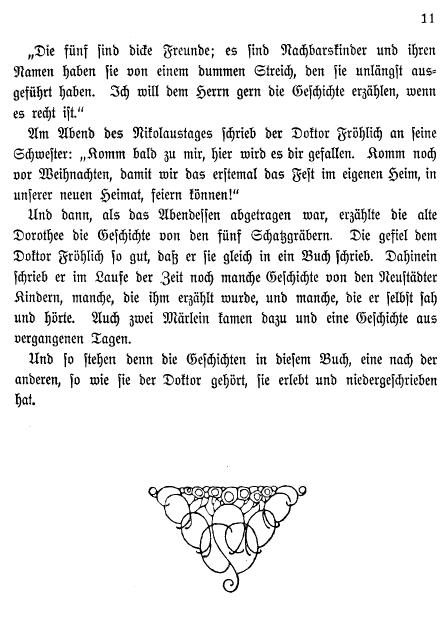 11
„Die fünf sind dicke Freunde; es sind Nachbarskinder und ihren
Namen haben sie von einem dummen Streich, den sie unlängst aus-
geführt haben. Ich will dem Herrn gern die Geschichte erzählen, wenn
es recht ist.“
Am Abend des Nikolaustages schrieb der Doktor Fröhlich an seine
Schwester: „Komm bald zu mir, hier wird es dir gefallen. Komm noch
vor Weihnachten, damit wir das erstemal das Fest im eigenen Heim, in
unserer neuen Heimat, feiern können!“
Und dann, als das Abendessen abgetragen war, erzählte die alte
Dorothee die Geschichte von den fünf Schatzgräbern. Die gefiel dem
Doktor Fröhlich so gut, daß er sie gleich in ein Buch schrieb. Dahinein
schrieb er im Laufe der Zeit noch manche Geschichte von den Neustädter
Kindern, manche, die ihm erzählt wurde, und manche, die er selbst sah
und hörte. Auch zwei Märlein kamen dazu und eine Geschichte aus
vergangenen Tagen.
Und so stehen denn die Geschichten in diesem Buch, eine nach der
anderen, so wie sie der Doktor gehört, sie erlebt und niedergeschrieben
hat.